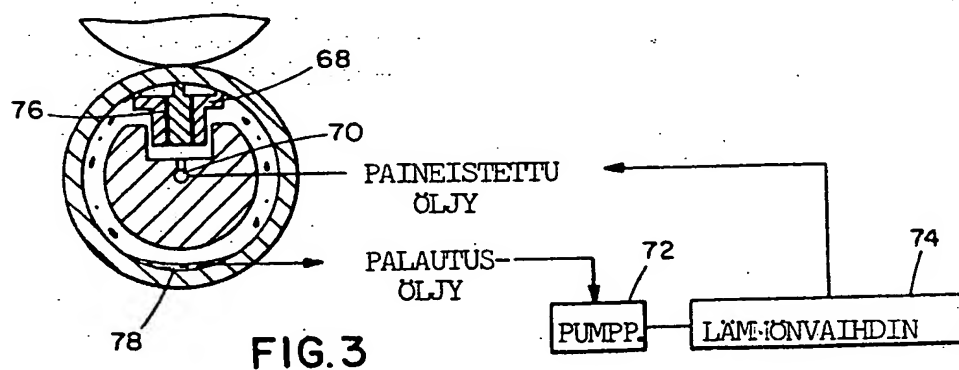 68
76
70
PAINEISTETTU
ÖLJY
PALAUTUS-
ÖLJY
72
74
PUMPP.
LÄMMÖNVAIHDIN
78
FIG. 3